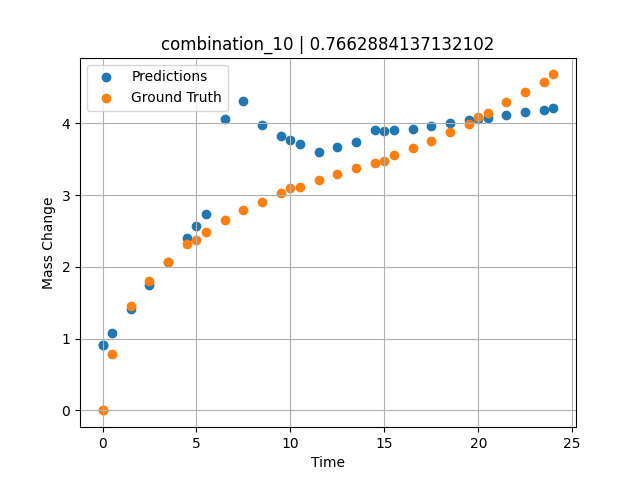 combination_10 | 0.7662884137132102
Predictions
Ground Truth
4
3
2
1
0
Mass Change
0 5 10 15 20 25
Time